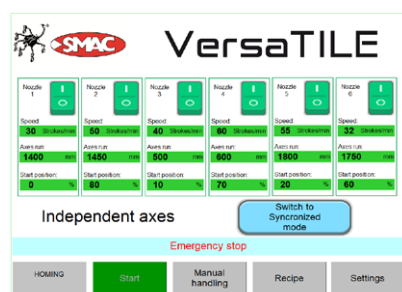 SMAC
VersaTILE
Nozzle 1 Nozzle 2 Nozzle 3 Nozzle 4 Nozzle 5 Nozzle 6
Speed: Speed: Speed: Speed: Speed: Speed:
30 Strokes/min 50 Strokes/min 40 Strokes/min 60 Strokes/min 55 Strokes/min 32 Strokes/min
Axes run: Axes run: Axes run: Axes run: Axes run: Axes run:
1400 mm 1450 mm 500 mm 600 mm 1800 mm 1750 mm
Start position: Start position: Start position: Start position: Start position: Start position:
0 % 80 % 10 % 70 % 20 % 60 %
Independent axes
Switch to
Syncronized
mode
Emergency stop
HOMING Start Manual handling Recipe Settings